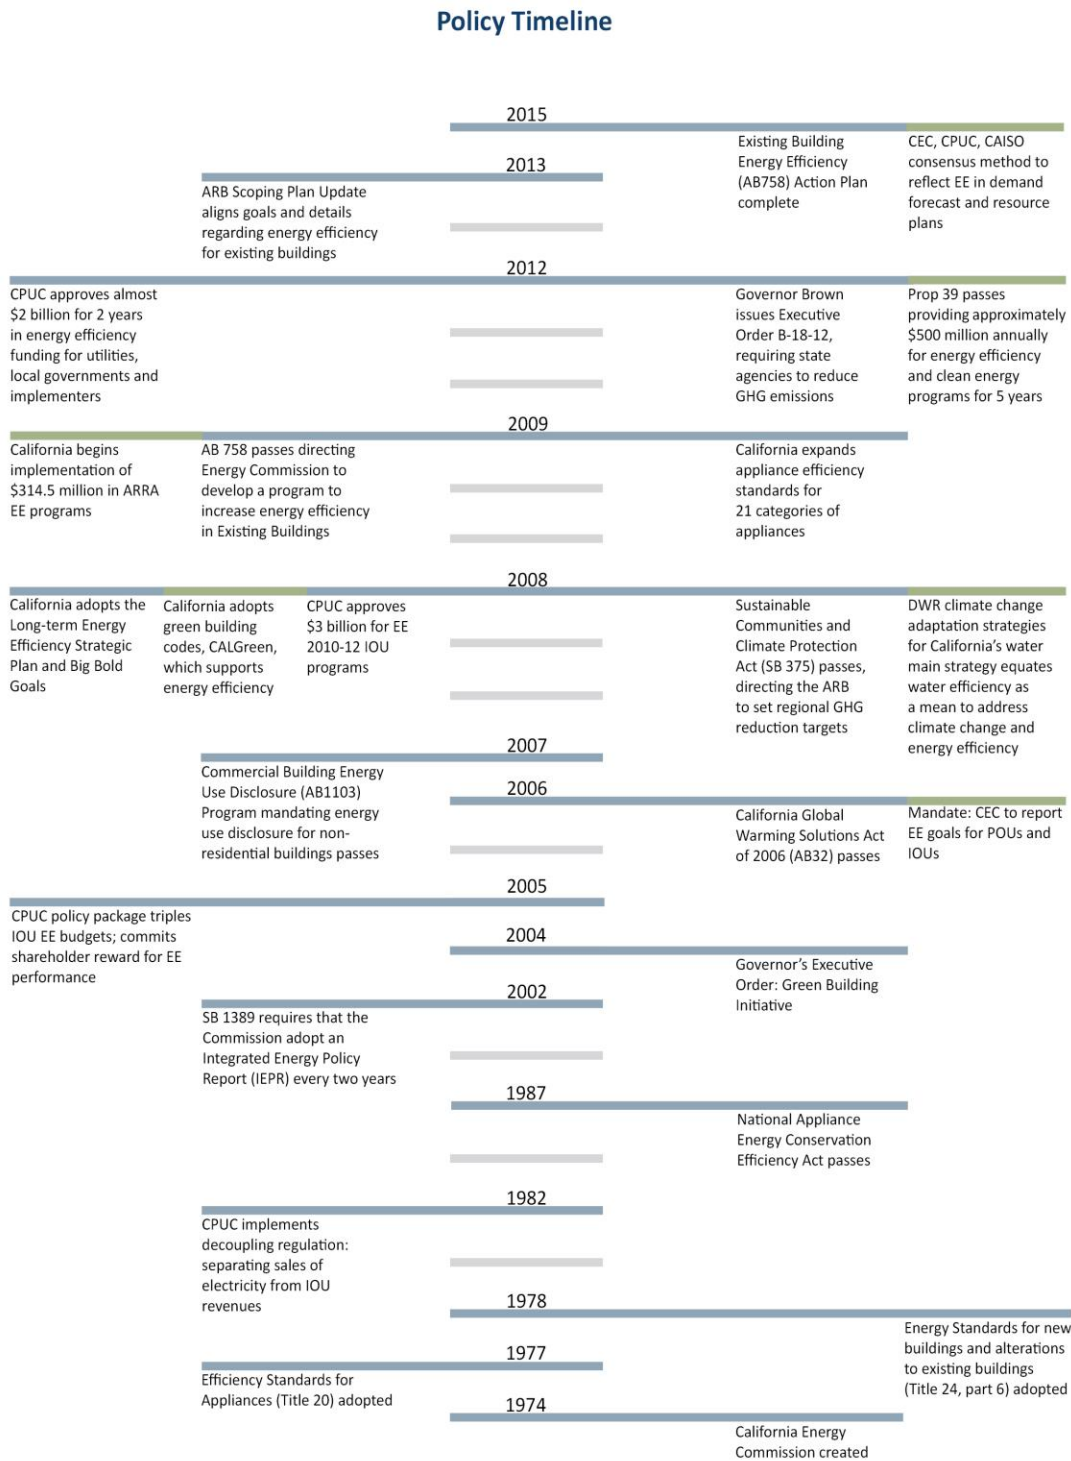 Policy Timeline
2015
Existing Building
Energy Efficiency
(AB758) Action Plan
complete
CEC, CPUC, CAISO
consensus method to
reflect EE in demand
forecast and resource
plans
2013
ARB Scoping Plan Update
aligns goals and details
regarding energy efficiency
for existing buildings
2012
CPUC approves almost
$2 billion for 2 years
in energy efficiency
funding for utilities,
local governments and
implementers
Governor Brown
issues Executive
Order B-18-12,
requiring state
agencies to reduce
GHG emissions
Prop 39 passes
providing approximately
$500 million annually
for energy efficiency
and clean energy
programs for 5 years
2009
California begins
implementation of
$314.5 million in ARRA
EE programs
AB 758 passes directing
Energy Commission to
develop a program to
increase energy efficiency
in Existing Buildings
California expands
appliance efficiency
standards for
21 categories of
appliances
2008
California adopts the
Long-term Energy
Efficiency Strategic
Plan and Big Bold
Goals
California adopts
green building
codes, CALGreen,
which supports
energy efficiency
CPUC approves
$3 billion for EE
2010-12 IOU
programs
Sustainable
Communities and
Climate Protection
Act (SB 375) passes,
directing the ARB
to set regional GHG
reduction targets
DWR climate change
adaptation strategies
for California's water
main strategy equates
water efficiency as
a mean to address
climate change and
energy efficiency
2007
Commercial Building Energy
Use Disclosure (AB1103)
Program mandating energy
use disclosure for non-
residential buildings passes
2006
California Global
Warming Solutions Act
of 2006 (AB32) passes
Mandate: CEC to report
EE goals for POUs and
IOUs
2005
CPUC policy package triples
IOU EE budgets; commits
shareholder reward for EE
performance
2004
Governor's Executive
Order: Green Building
Initiative
2002
SB 1389 requires that the
Commission adopt an
Integrated Energy Policy
Report (IEPR) every two years
1987
National Appliance
Energy Conservation
Efficiency Act passes
1982
CPUC implements
decoupling regulation:
separating sales of
electricity from IOU
revenues
1978
Energy Standards for new
buildings and alterations
to existing buildings
(Title 24, part 6) adopted
1977
Efficiency Standards for
Appliances (Title 20) adopted
1974
California Energy
Commission created